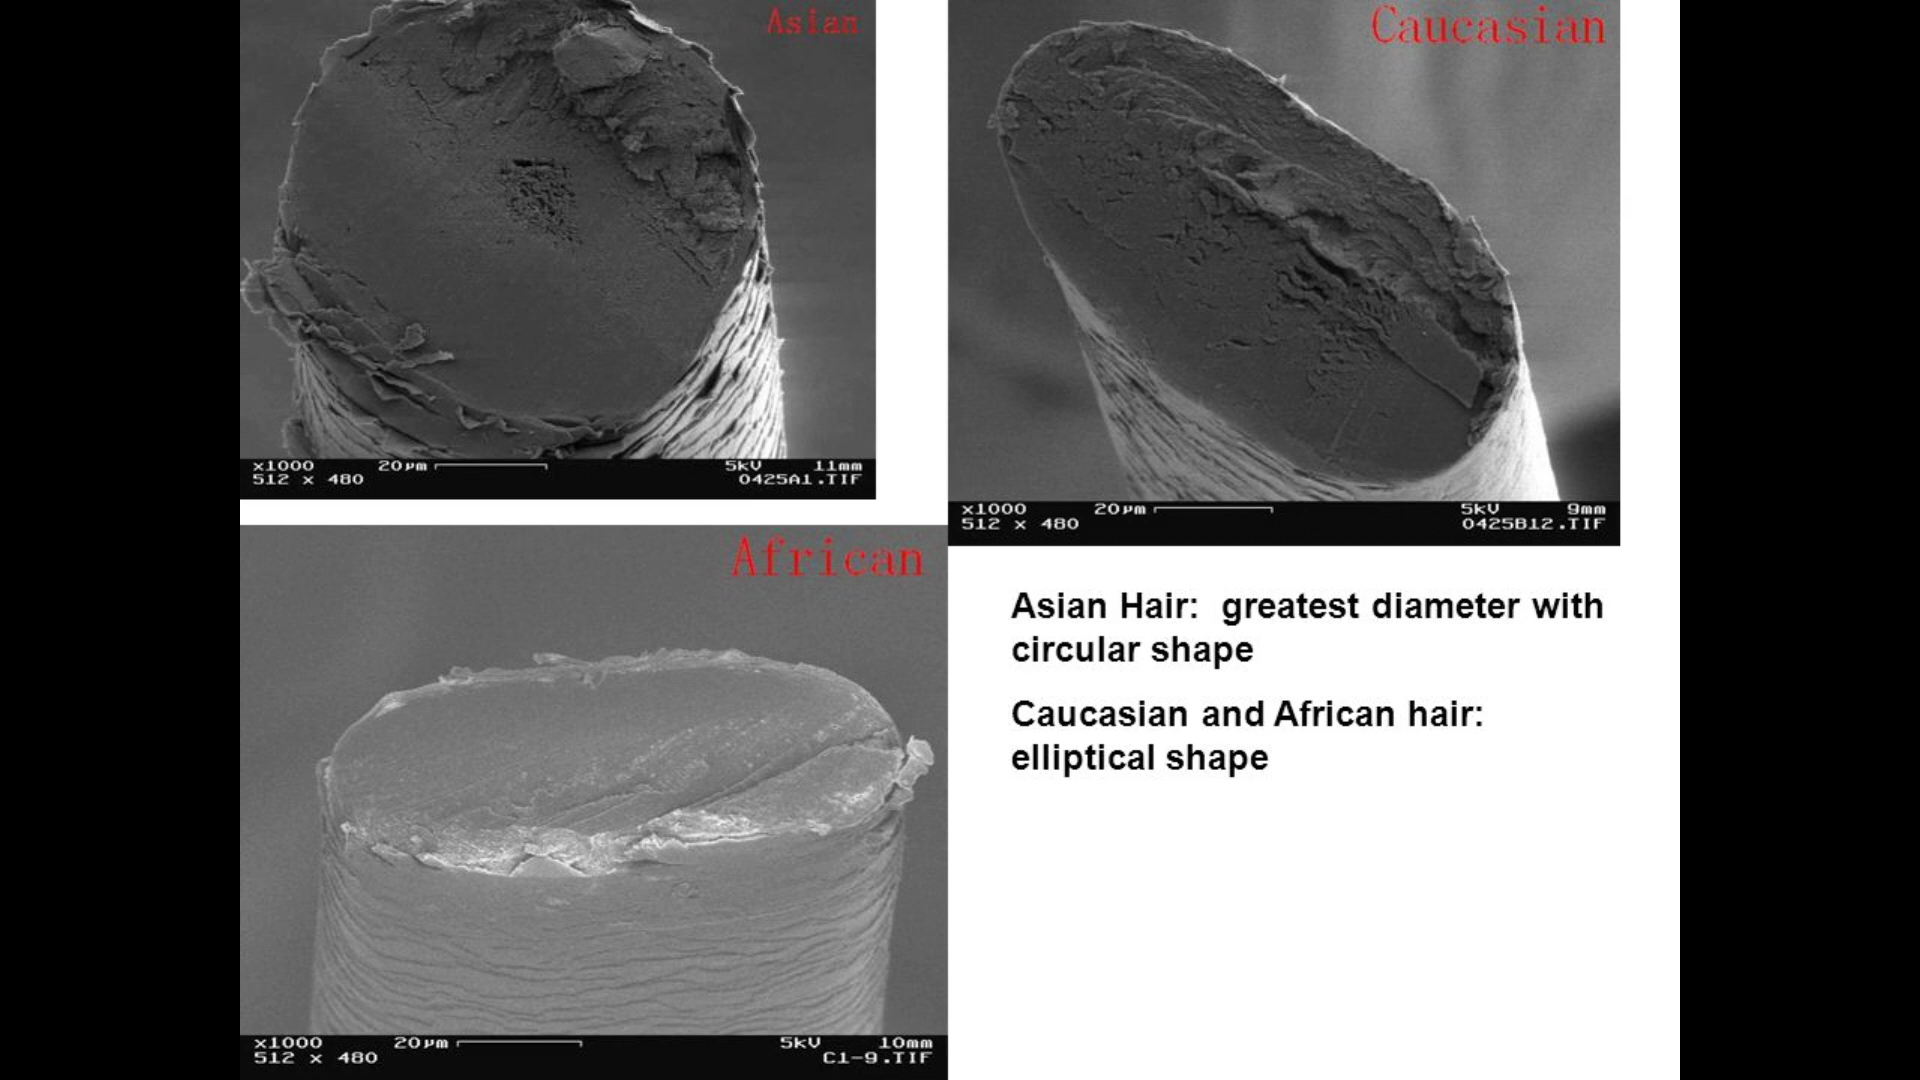 Asian
x1000 20µm 5kV 11mm
512 x 480 0425A1.TIF
Caucasian
x1000 20µm 5kV 9mm
512 x 480 0425B12.TIF
African
x1000 20µm 5kV 10mm
512 x 480 C1-9.TIF
Asian Hair: greatest diameter with
circular shape
Caucasian and African hair:
elliptical shape